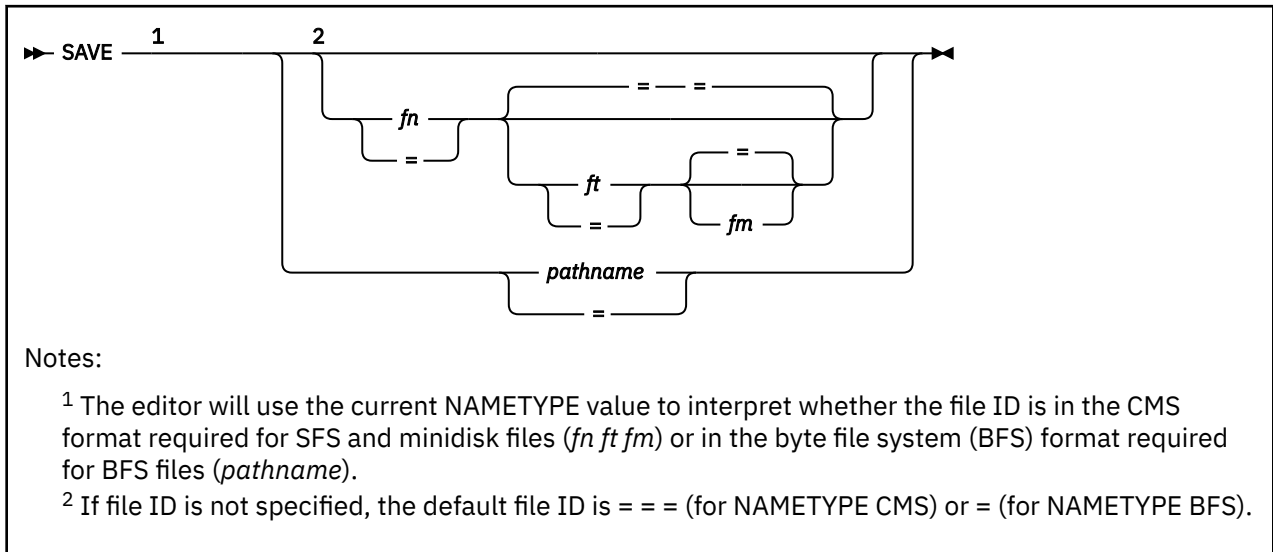 SAVE 1 2
= =
fn
=
=
ft
=
fm
pathname
=
Notes:
1 The editor will use the current NAMETYPE value to interpret whether the file ID is in the CMS
format required for SFS and minidisk files (fn ft fm) or in the byte file system (BFS) format required
for BFS files (pathname).
2 If file ID is not specified, the default file ID is = = = (for NAMETYPE CMS) or = (for NAMETYPE BFS).